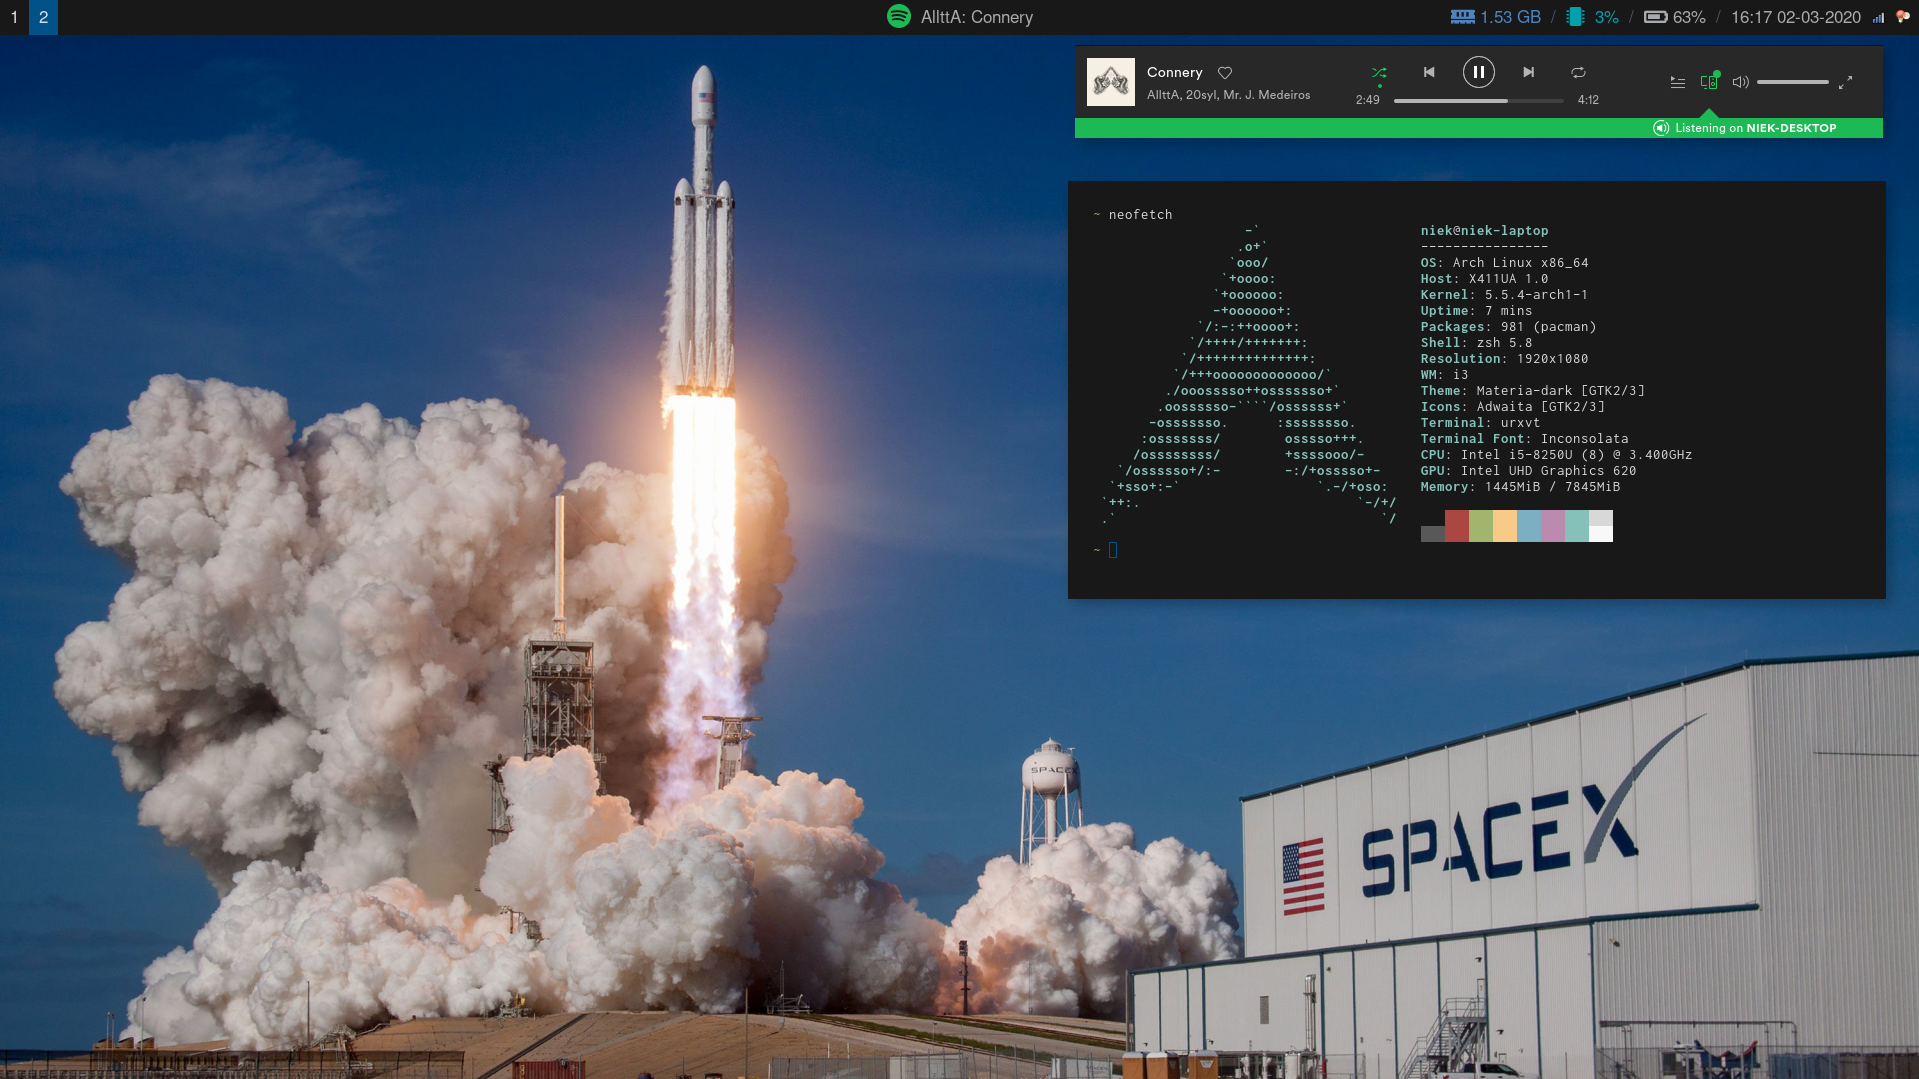 1 2
AllttA: Connery
1.53 GB / 3% / 63% / 16:17 02-03-2020
Connery
AllttA, 20syl, Mr. J. Medeiros
2:49 4:12
Listening on NIEK-DESKTOP
~ neofetch
niek@niek-laptop
----------------
OS: Arch Linux x86_64
Host: X411UA 1.0
Kernel: 5.5.4-arch1-1
Uptime: 7 mins
Packages: 981 (pacman)
Shell: zsh 5.8
Resolution: 1920x1080
WM: i3
Theme: Materia-dark [GTK2/3]
Icons: Adwaita [GTK2/3]
Terminal: urxvt
Terminal Font: Inconsolata
CPU: Intel i5-8250U (8) @ 3.400GHz
GPU: Intel UHD Graphics 620
Memory: 1445MiB / 7845MiB
~
SPACEX
SPACEX